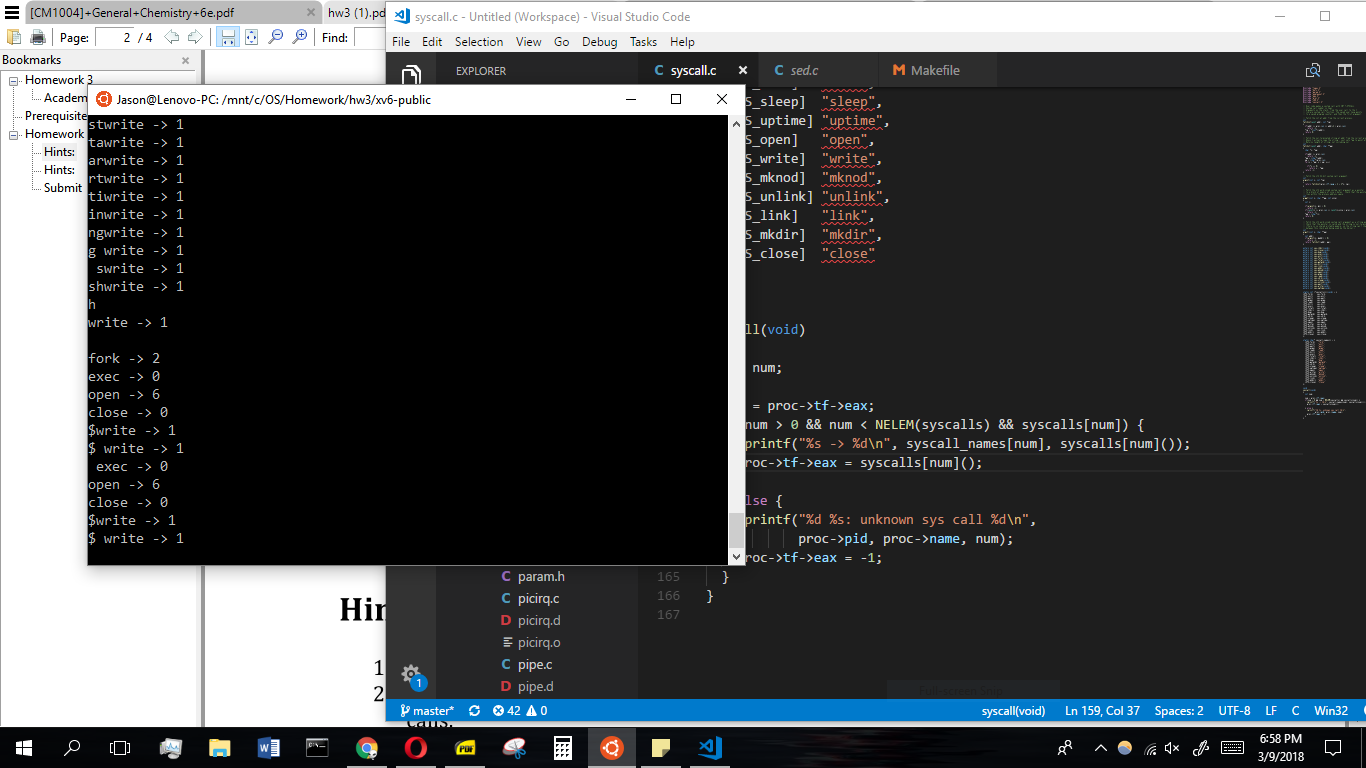 [CM1004]+General+Chemistry+6e.pdf
hw3 (1).pd
Page: 2 / 4
Find:
Bookmarks
Homework 3
Academ
Prerequisite
Homework
Hints:
Hints:
Submit
syscall.c - Untitled (Workspace) - Visual Studio Code
File Edit Selection View Go Debug Tasks Help
EXPLORER
C syscall.c
C sed.c
M Makefile
Jason@Lenovo-PC: /mnt/c/OS/Homework/hw3/xv6-public
stwrite -> 1
tawrite -> 1
arwrite -> 1
rtwrite -> 1
tiwrite -> 1
inwrite -> 1
ngwrite -> 1
g write -> 1
 swrite -> 1
shwrite -> 1
h
write -> 1
fork -> 2
exec -> 0
open -> 6
close -> 0
$write -> 1
$ write -> 1
 exec -> 0
open -> 6
close -> 0
$write -> 1
$ write -> 1
S_sleep] "sleep",
S_uptime] "uptime",
S_open] "open",
S_write] "write",
S_mknod] "mknod",
S_unlink] "unlink",
S_link] "link",
S_mkdir] "mkdir",
S_close] "close"
ll(void)
num;
= proc->tf->eax;
num > 0 && num < NELEM(syscalls) && syscalls[num]) {
printf("%s -> %d\n", syscall_names[num], syscalls[num]());
roc->tf->eax = syscalls[num]();
lse {
printf("%d %s: unknown sys call %d\n",
proc->pid, proc->name, num);
roc->tf->eax = -1;
165 }
166 }
167
C param.h
C picirq.c
D picirq.d
picirq.o
C pipe.c
D pipe.d
Hin
1
2
calls.
1
master* 42 0
syscall(void) Ln 159, Col 37 Spaces: 2 UTF-8 LF C Win32
PDF
6:58 PM
3/9/2018